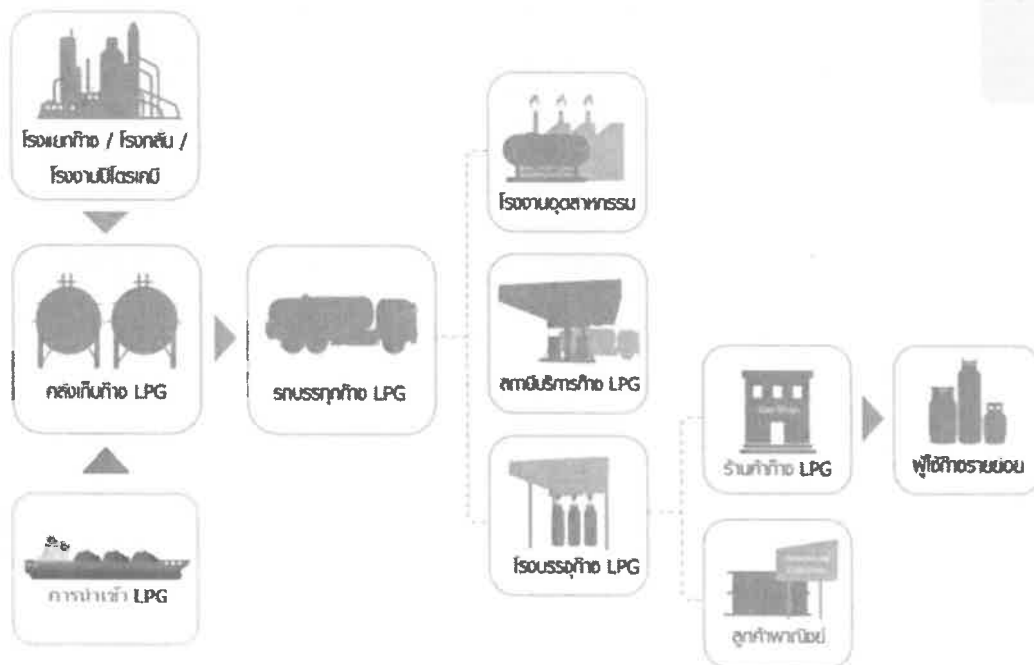 โรงแยกก๊าซ / โรงกลั่น /
โรงงานปิโตรเคมี
คลังเก็บก๊าซ LPG
การนำเข้า LPG
รถบรรทุกก๊าซ LPG
โรงงานอุตสาหกรรม
สถานีบริการก๊าซ LPG
โรงบรรจุก๊าซ LPG
ร้านค้าก๊าซ LPG
ผู้ใช้ก๊าซรายย่อย
ลูกค้าพาณิชย์